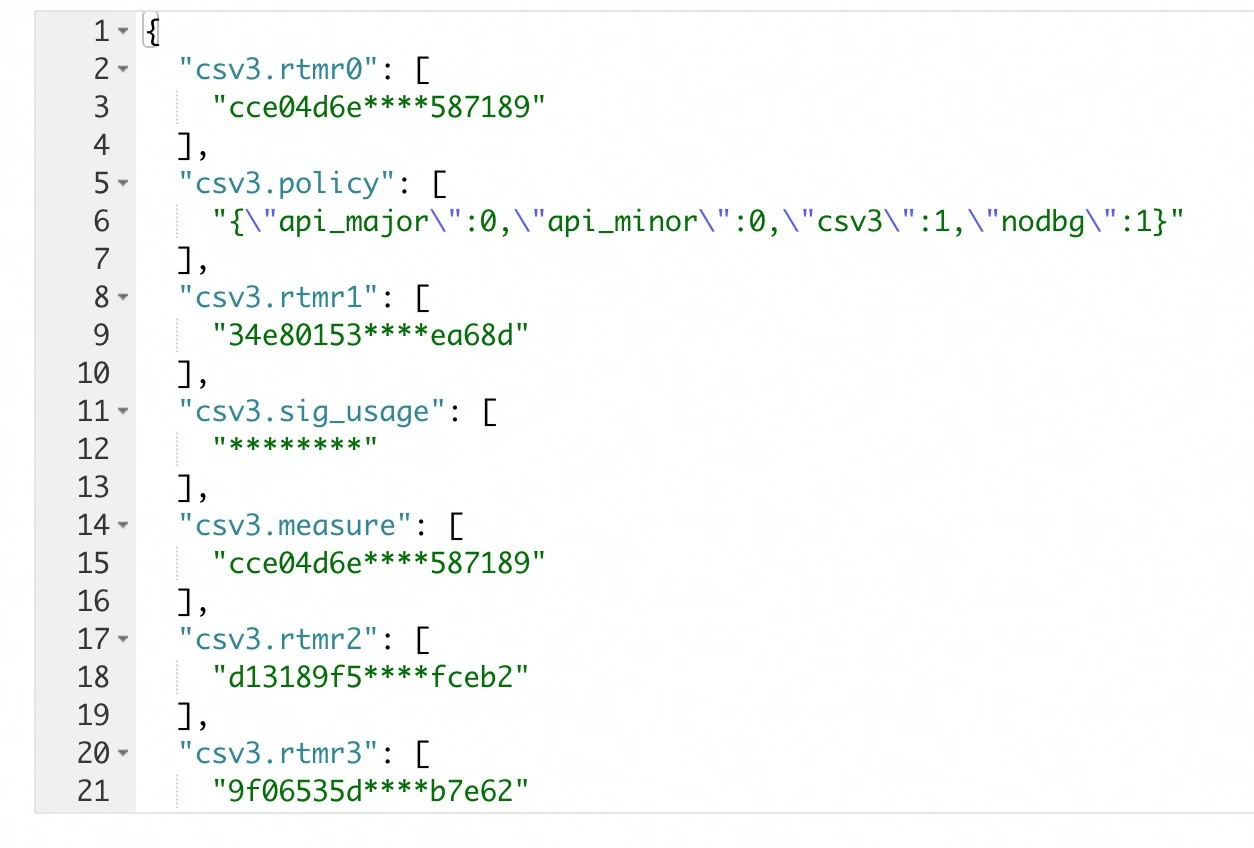 1 {
2 "csv3.rtmr0": [
3 "cce04d6e****587189"
4 ],
5 "csv3.policy": [
6 "{\"api_major\":0,\"api_minor\":0,\"csv3\":1,\"nodbg\":1}"
7 ],
8 "csv3.rtmr1": [
9 "34e80153****ea68d"
10 ],
11 "csv3.sig_usage": [
12 "********"
13 ],
14 "csv3.measure": [
15 "cce04d6e****587189"
16 ],
17 "csv3.rtmr2": [
18 "d13189f5****fceb2"
19 ],
20 "csv3.rtmr3": [
21 "9f06535d****b7e62"